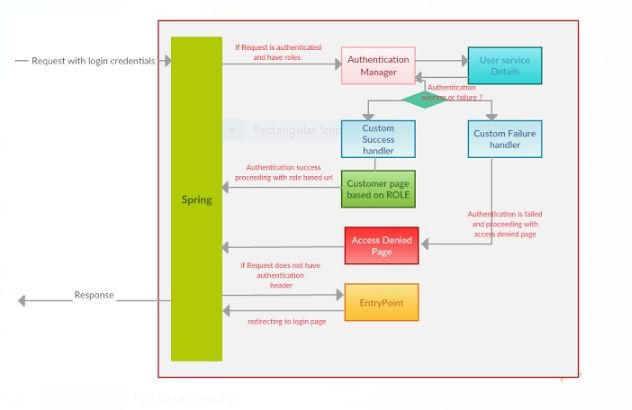 Request with login credentials
If Request is authenticated
and have roles.
Authentication
Manager
User service
Details
Authentication
success or failure ?
Rectangular Snip
Custom
Success
handler
Custom Failure
handler
Authentication success
proceeding with role based url
Customer page
based on ROLE
Spring
Authentication is failed
and proceeding with
access denied page
Access Denied
Page
If Request does not have
authentication
header
EntryPoint
Response
redirecting to login page
Roll based security